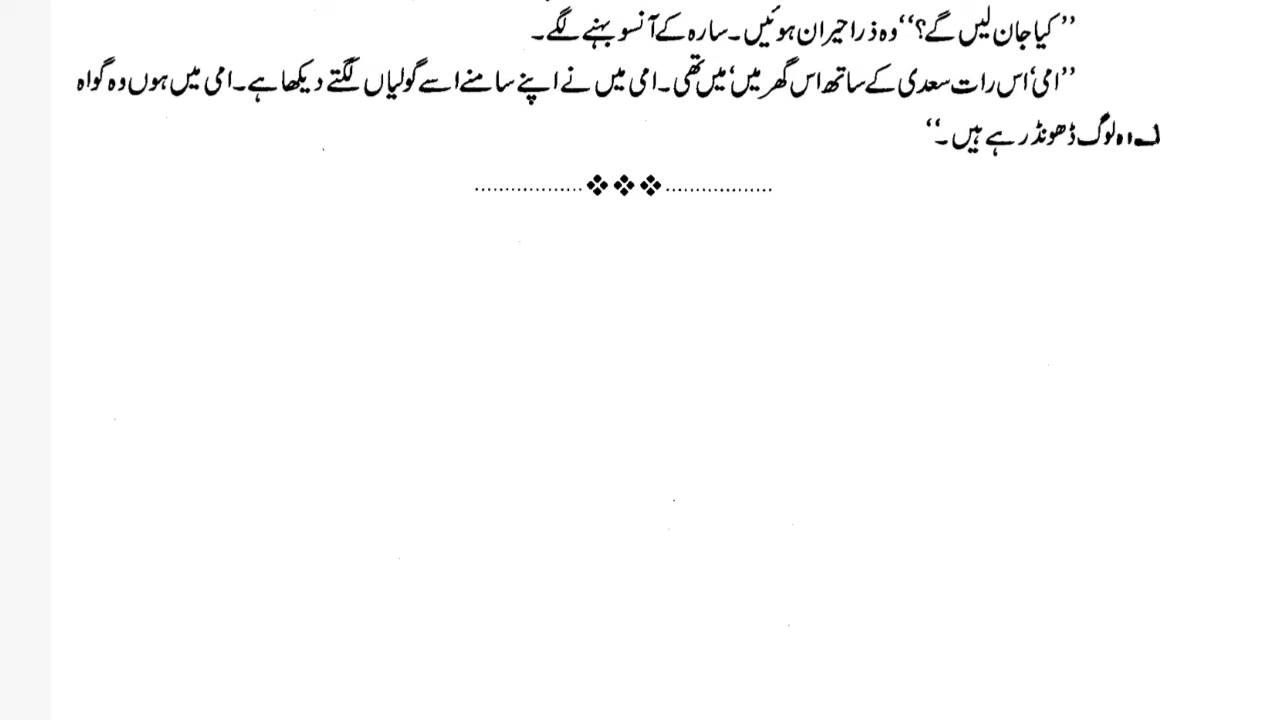 ’’کیا جان لیں گے؟‘‘ وہ ذرا حیران ہوئیں۔ سارہ کے آنسو بہنے لگے۔
’’امی‘ اس رات سعدی کے ساتھ اس گھر میں‘ میں تھی۔ امی میں نے اپنے سامنے اسے گولیاں لگتے دیکھا ہے۔ امی میں ہوں وہ گواہ
لوگ ڈھونڈ رہے ہیں۔‘‘
..................❖❖❖..................